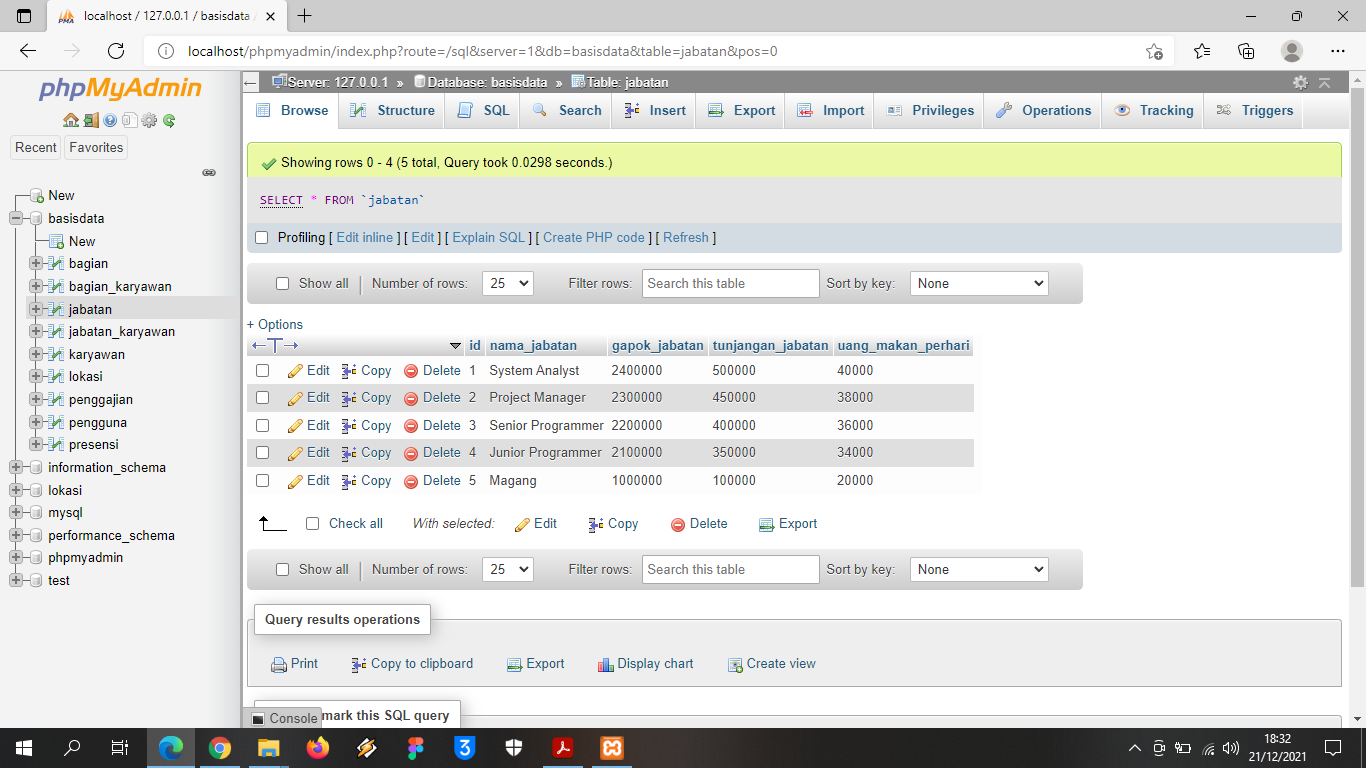 localhost / 127.0.0.1 / basisdata
localhost/phpmyadmin/index.php?route=/sql&server=1&db=basisdata&table=jabatan&pos=0
phpMyAdmin
Recent Favorites
New
basisdata
New
bagian
bagian_karyawan
jabatan
jabatan_karyawan
karyawan
lokasi
penggajian
pengguna
presensi
information_schema
lokasi
mysql
performance_schema
phpmyadmin
test
Server: 127.0.0.1 » Database: basisdata » Table: jabatan
Browse Structure SQL Search Insert Export Import Privileges Operations Tracking Triggers
Showing rows 0 - 4 (5 total, Query took 0.0298 seconds.)
SELECT * FROM `jabatan`
Profiling [ Edit inline ] [ Edit ] [ Explain SQL ] [ Create PHP code ] [ Refresh ]
Show all Number of rows: 25 Filter rows: Search this table Sort by key: None
+ Options
id nama_jabatan gapok_jabatan tunjangan_jabatan uang_makan_perhari
Edit Copy Delete 1 System Analyst 2400000 500000 40000
Edit Copy Delete 2 Project Manager 2300000 450000 38000
Edit Copy Delete 3 Senior Programmer 2200000 400000 36000
Edit Copy Delete 4 Junior Programmer 2100000 350000 34000
Edit Copy Delete 5 Magang 1000000 100000 20000
Check all With selected: Edit Copy Delete Export
Show all Number of rows: 25 Filter rows: Search this table Sort by key: None
Query results operations
Print Copy to clipboard Export Display chart Create view
Console mark this SQL query
18:32
21/12/2021